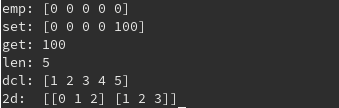 emp: [0 0 0 0 0]
set: [0 0 0 0 100]
get: 100
len: 5
dcl: [1 2 3 4 5]
2d:  [[0 1 2] [1 2 3]]